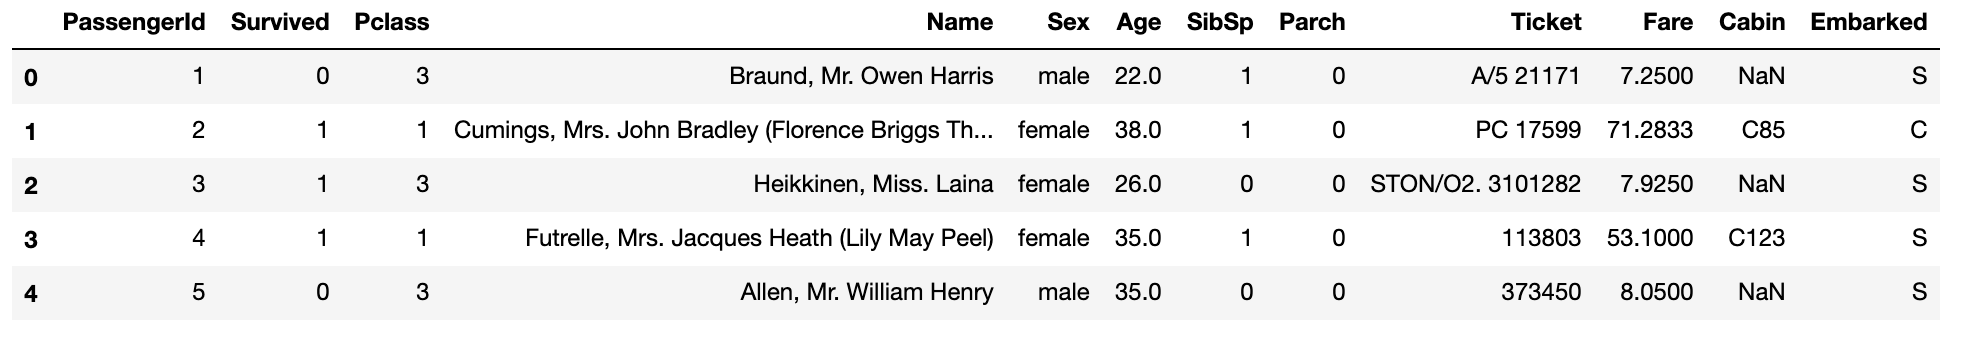 PassengerId Survived Pclass Name Sex Age SibSp Parch Ticket Fare Cabin Embarked
0 1 0 3 Braund, Mr. Owen Harris male 22.0 1 0 A/5 21171 7.2500 NaN S
1 2 1 1 Cumings, Mrs. John Bradley (Florence Briggs Th... female 38.0 1 0 PC 17599 71.2833 C85 C
2 3 1 3 Heikkinen, Miss. Laina female 26.0 0 0 STON/O2. 3101282 7.9250 NaN S
3 4 1 1 Futrelle, Mrs. Jacques Heath (Lily May Peel) female 35.0 1 0 113803 53.1000 C123 S
4 5 0 3 Allen, Mr. William Henry male 35.0 0 0 373450 8.0500 NaN S